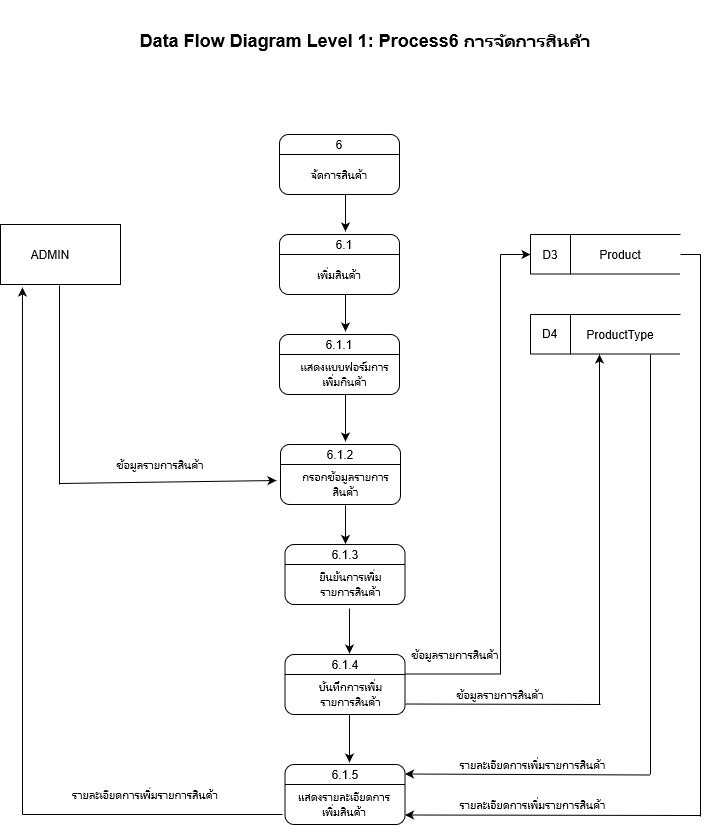 Data Flow Diagram Level 1: Process6 การจัดการสินค้า
6
จัดการสินค้า
ADMIN
6.1
เพิ่มสินค้า
D3
Product
D4
ProductType
6.1.1
แสดงแบบฟอร์มการ
เพิ่มกินค้า
6.1.2
กรอกข้อมูลรายการ
สินค้า
ข้อมูลรายการสินค้า
6.1.3
ยินยันการเพิ่ม
รายการสินค้า
6.1.4
บันทึกการเพิ่ม
รายการสินค้า
ข้อมูลรายการสินค้า
ข้อมูลรายการสินค้า
6.1.5
แสดงรายละเอียดการ
เพิ่มสินค้า
รายละเอียดการเพิ่มรายการสินค้า
รายละเอียดการเพิ่มรายการสินค้า
รายละเอียดการเพิ่มรายการสินค้า